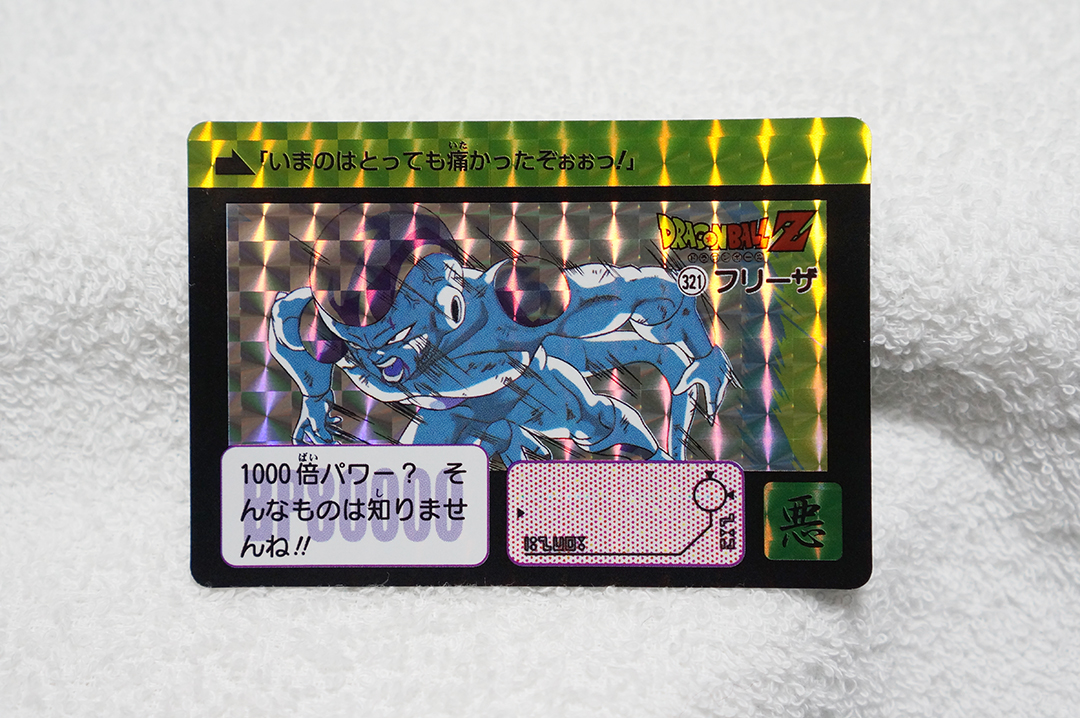 「いまのはとっても痛かったぞぉぉっ!」
DRAGONBALL Z
321 フリーザ
1000倍パワー? そ
んなものは知りませ
んね!!
悪